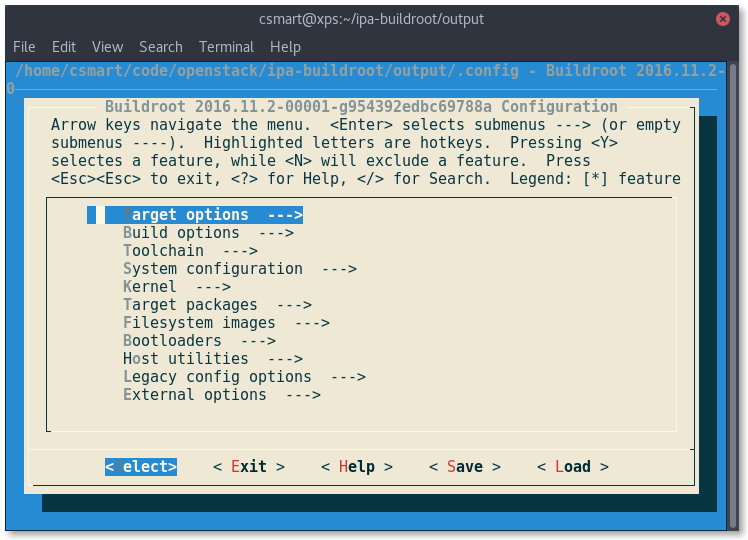 csmart@xps:~/ipa-buildroot/output
File Edit View Search Terminal Help
/home/csmart/code/openstack/ipa-buildroot/output/.config - Buildroot 2016.11.2-
0
Buildroot 2016.11.2-00001-g954392edbc69788a Configuration
Arrow keys navigate the menu.  <Enter> selects submenus ---> (or empty
submenus ----).  Highlighted letters are hotkeys.  Pressing <Y>
selectes a feature, while <N> will exclude a feature.  Press
<Esc><Esc> to exit, <?> for Help, </> for Search.  Legend: [*] feature
Target options  --->
Build options  --->
Toolchain  --->
System configuration  --->
Kernel  --->
Target packages  --->
Filesystem images  --->
Bootloaders  --->
Host utilities  --->
Legacy config options  --->
External options  --->
<Select> < Exit > < Help > < Save > < Load >